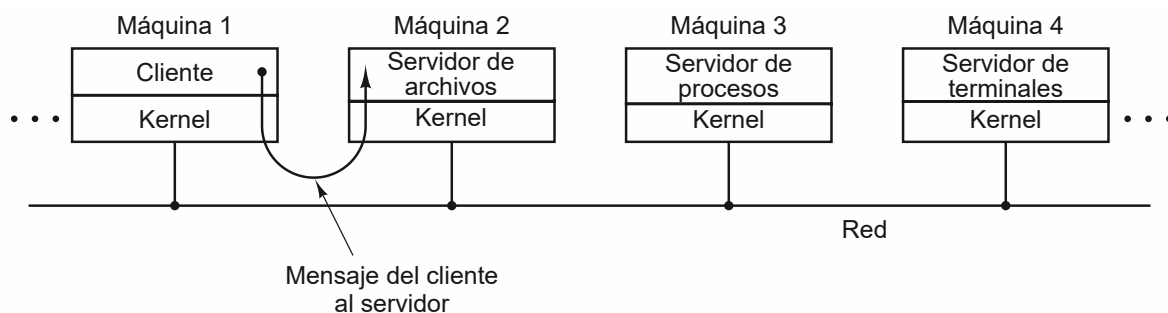 Máquina 1
Máquina 2
Máquina 3
Máquina 4
Cliente
Servidor de
archivos
Servidor de
procesos
Servidor de
terminales
Kernel
Kernel
Kernel
Kernel
Red
Mensaje del cliente
al servidor